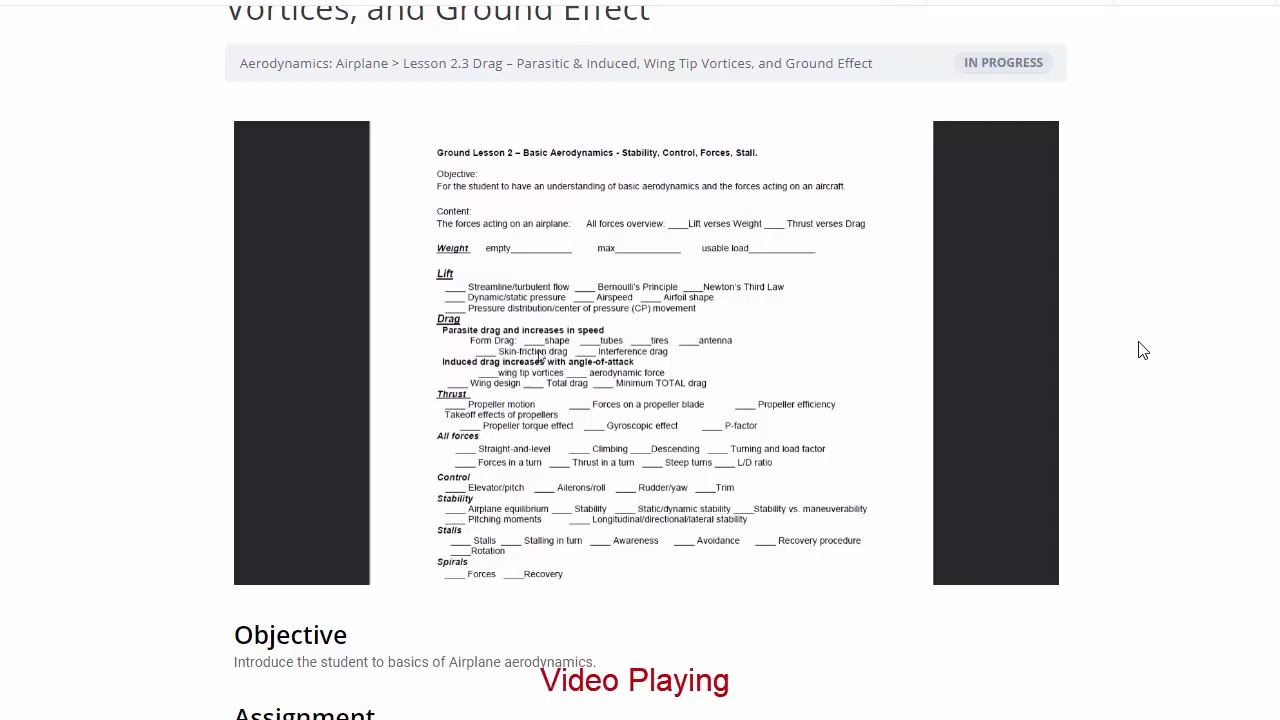 Vortices, and Ground Effect
Aerodynamics: Airplane > Lesson 2.3 Drag – Parasitic & Induced, Wing Tip Vortices, and Ground Effect
IN PROGRESS
Ground Lesson 2 – Basic Aerodynamics - Stability, Control, Forces, Stall.
Objective:
For the student to have an understanding of basic aerodynamics and the forces acting on an aircraft.
Content:
The forces acting on an airplane: All forces overview: ____Lift verses Weight ____ Thrust verses Drag
Weight empty____________ max_____________ usable load_____________
Lift
____ Streamline/turbulent flow ____ Bernoulli's Principle ____Newton's Third Law
____ Dynamic/static pressure ____ Airspeed ____ Airfoil shape
____ Pressure distribution/center of pressure (CP) movement
Drag
Parasite drag and increases in speed
Form Drag: ____shape ____tubes ____tires ____antenna
____ Skin-friction drag ____ Interference drag
Induced drag increases with angle-of-attack
____wing tip vortices ____ aerodynamic force
____ Wing design ____ Total drag ____ Minimum TOTAL drag
Thrust
____ Propeller motion ____ Forces on a propeller blade ____ Propeller efficiency
Takeoff effects of propellers
____ Propeller torque effect ____ Gyroscopic effect ____ P-factor
All forces
____ Straight-and-level ____ Climbing ____Descending ____ Turning and load factor
____ Forces in a turn ____ Thrust in a turn ____ Steep turns ____ L/D ratio
Control
____ Elevator/pitch ____ Ailerons/roll ____ Rudder/yaw ____Trim
Stability
____ Airplane equilibrium ____ Stability ____ Static/dynamic stability ____Stability vs. maneuverability
____ Pitching moments ____ Longitudinal/directional/lateral stability
Stalls
____ Stalls ____ Stalling in turn ____ Awareness ____ Avoidance ____ Recovery procedure
____Rotation
Spirals
____ Forces ____Recovery
Objective
Introduce the student to basics of Airplane aerodynamics.
Video Playing
Assignment